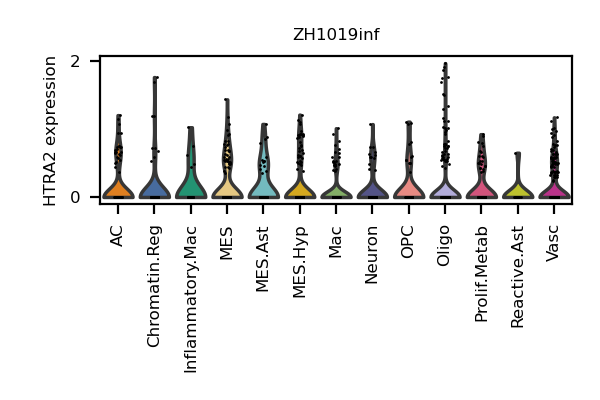 ZH1019inf
HTRA2 expression
2
0
AC
Chromatin.Reg
Inflammatory.Mac
MES
MES.Ast
MES.Hyp
Mac
Neuron
OPC
Oligo
Prolif.Metab
Reactive.Ast
Vasc